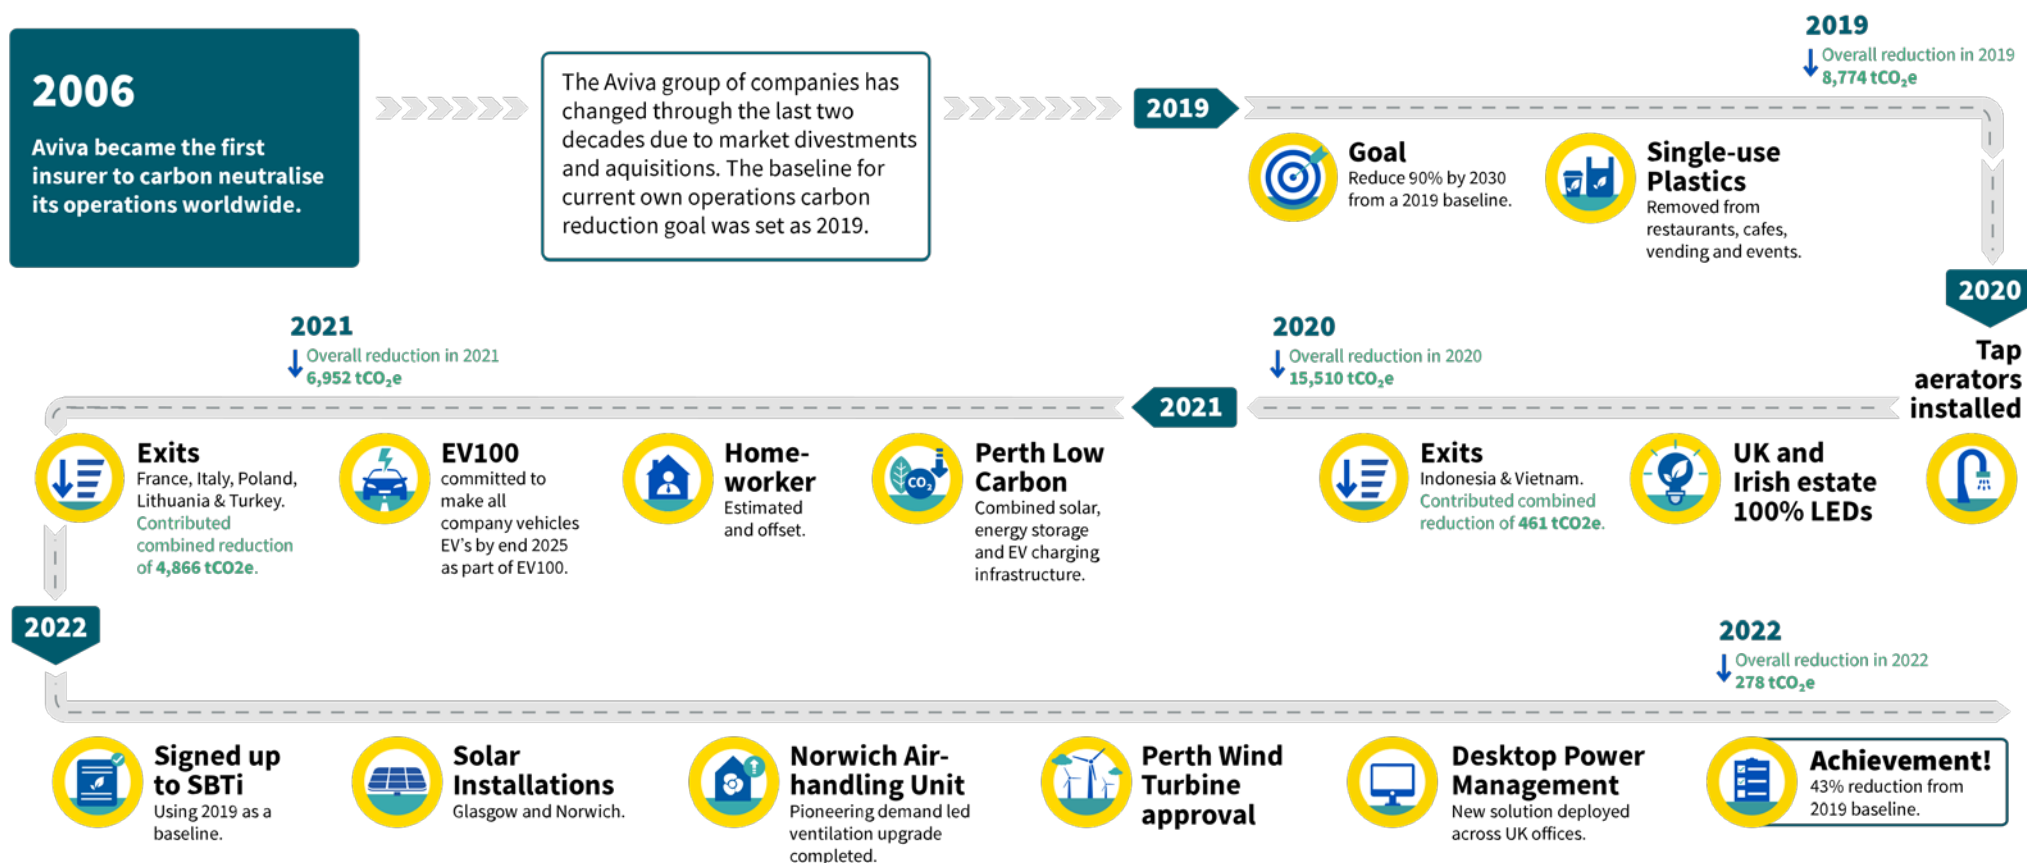 2006
Aviva became the first
insurer to carbon neutralise
its operations worldwide.
The Aviva group of companies has
changed through the last two
decades due to market divestments
and aquisitions. The baseline for
current own operations carbon
reduction goal was set as 2019.
2019
2019
Overall reduction in 2019
8,774 tCO₂e
Goal
Reduce 90% by 2030
from a 2019 baseline.
Single-use
Plastics
Removed from
restaurants, cafes,
vending and events.
2020
2020
Overall reduction in 2020
15,510 tCO₂e
Tap
aerators
installed
UK and
Irish estate
100% LEDs
Exits
Indonesia & Vietnam.
Contributed combined
reduction of 461 tCO2e.
2021
2021
Overall reduction in 2021
6,952 tCO₂e
Perth Low
Carbon
Combined solar,
energy storage
and EV charging
infrastructure.
CO₂
Home-
worker
Estimated
and offset.
EV100
committed to
make all
company vehicles
EV's by end 2025
as part of EV100.
Exits
France, Italy, Poland,
Lithuania & Turkey.
Contributed
combined reduction
of 4,866 tCO2e.
2022
2022
Overall reduction in 2022
278 tCO₂e
Signed up
to SBTi
Using 2019 as a
baseline.
Solar
Installations
Glasgow and Norwich.
Norwich Air-
handling Unit
Pioneering demand led
ventilation upgrade
completed.
Perth Wind
Turbine
approval
Desktop Power
Management
New solution deployed
across UK offices.
Achievement!
43% reduction from
2019 baseline.